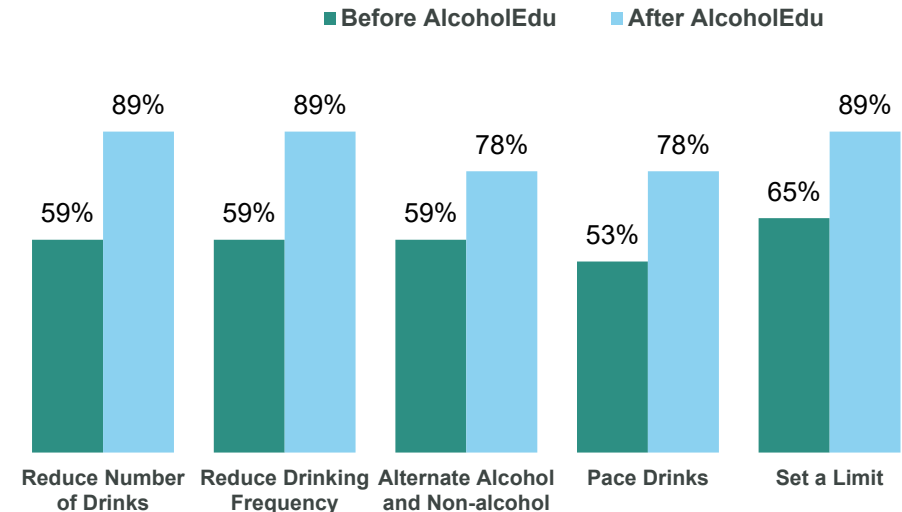 Before AlcoholEdu After AlcoholEdu
89% 89% 89%
78% 78%
65%
59% 59% 59%
53%
Reduce Number of Drinks
Reduce Drinking Frequency
Alternate Alcohol and Non-alcohol
Pace Drinks
Set a Limit